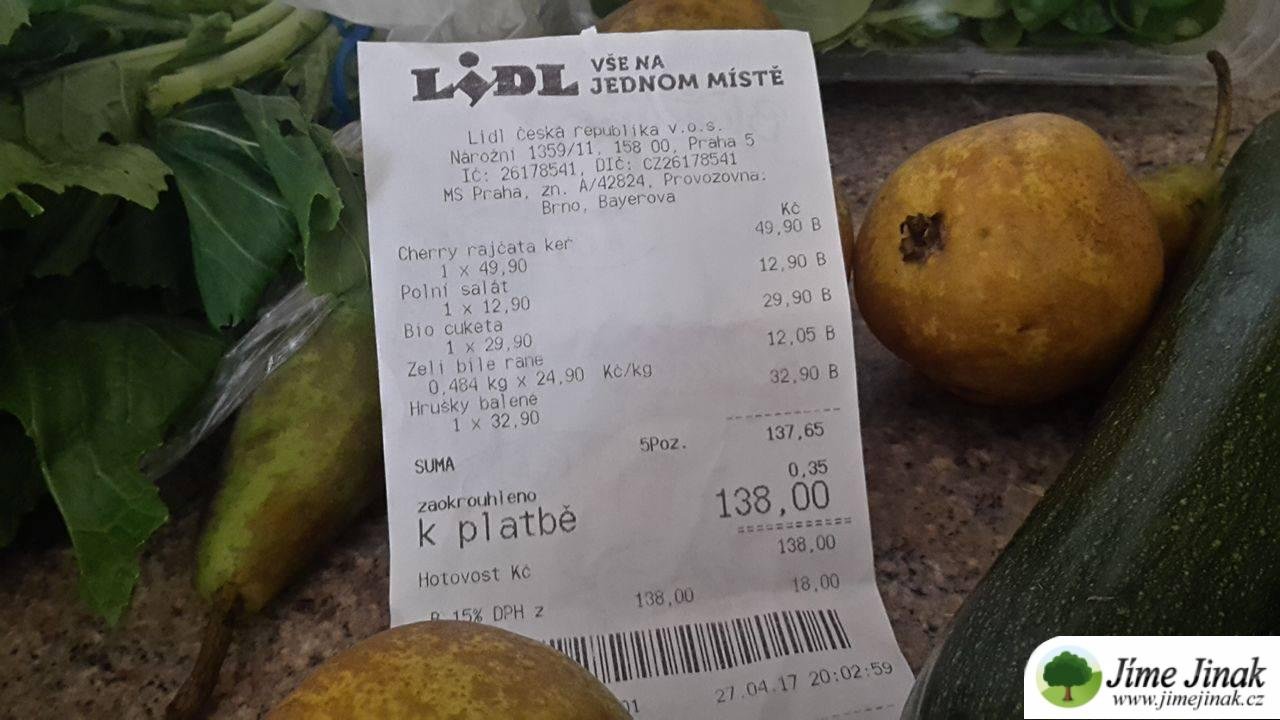 LiDL VŠE NA
JEDNOM MÍSTĚ
Lidl Česká republika v.o.s.
Nárožní 1359/11, 158 00, Praha 5
IČ: 26178541, DIČ: CZ26178541
MS Praha, zn. A/42824, Provozovna:
Brno, Bayerova
Kč
Cherry rajčata keř 49,90 B
1 x 49,90
Polní salát 12,90 B
1 x 12,90
Bio cuketa 29,90 B
1 x 29,90
Zelí bílé rané 12,05 B
0,484 kg x 24,90 Kč/kg
Hrušky balené 32,90 B
1 x 32,90
SUMA 5Poz. 137,65
zaokrouhleno 0,35
k platbě 138,00
Hotovost Kč 138,00
B 15% DPH z 138,00 18,00
01 27.04.17 20:02:59
Jíme Jinak
www.jimejinak.cz